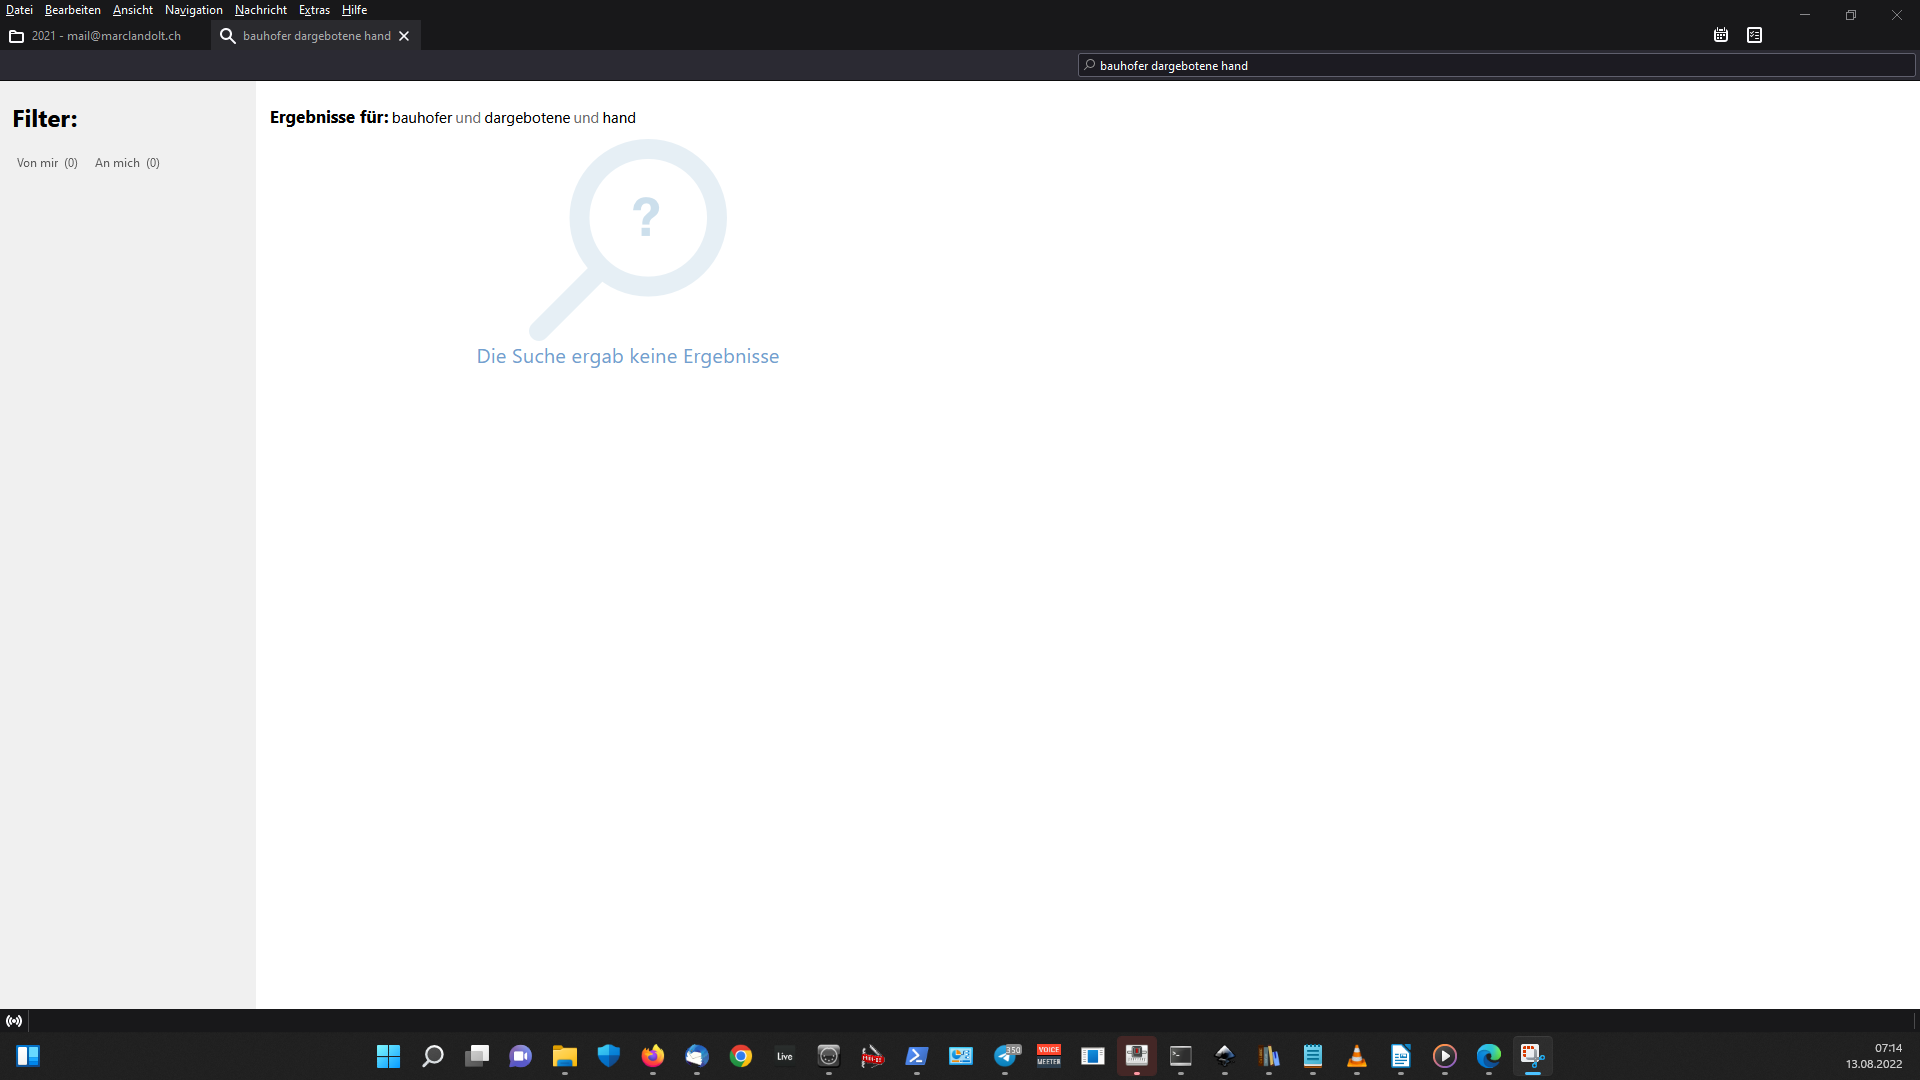 Datei Bearbeiten Ansicht Navigation Nachricht Extras Hilfe
2021 - mail@marclandolt.ch
bauhofer dargebotene hand
bauhofer dargebotene hand
Filter:
Von mir (0) An mich (0)
Ergebnisse für: bauhofer und dargebotene und hand
?
Die Suche ergab keine Ergebnisse
Live
350
VOICE
MEETER
07:14
13.08.2022